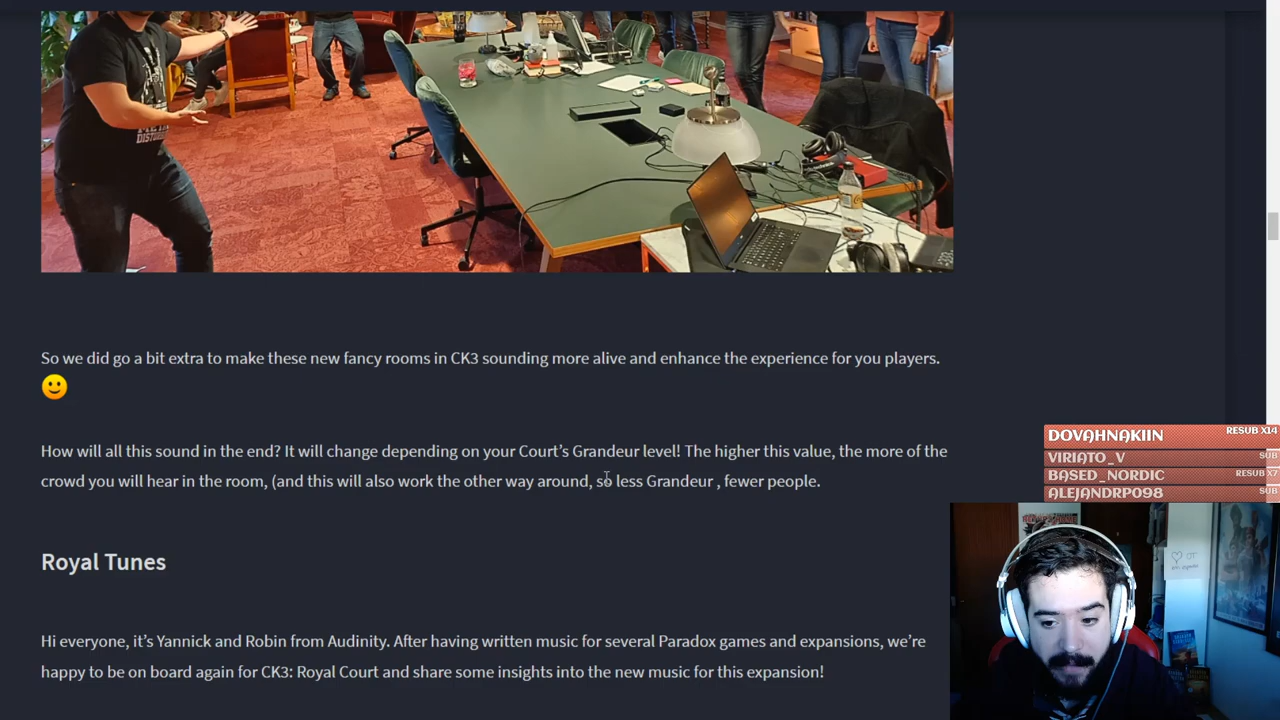 So we did go a bit extra to make these new fancy rooms in CK3 sounding more alive and enhance the experience for you players.
How will all this sound in the end? It will change depending on your Court's Grandeur level! The higher this value, the more of the
crowd you will hear in the room, (and this will also work the other way around, so less Grandeur , fewer people.
DOVAHNAKIIN RESUB X14
VIRIATO_V SUB
BASED_NORDIC RESUB X7
ALEJANDRP098 SUB
Royal Tunes
Hi everyone, it's Yannick and Robin from Audinity. After having written music for several Paradox games and expansions, we're
happy to be on board again for CK3: Royal Court and share some insights into the new music for this expansion!